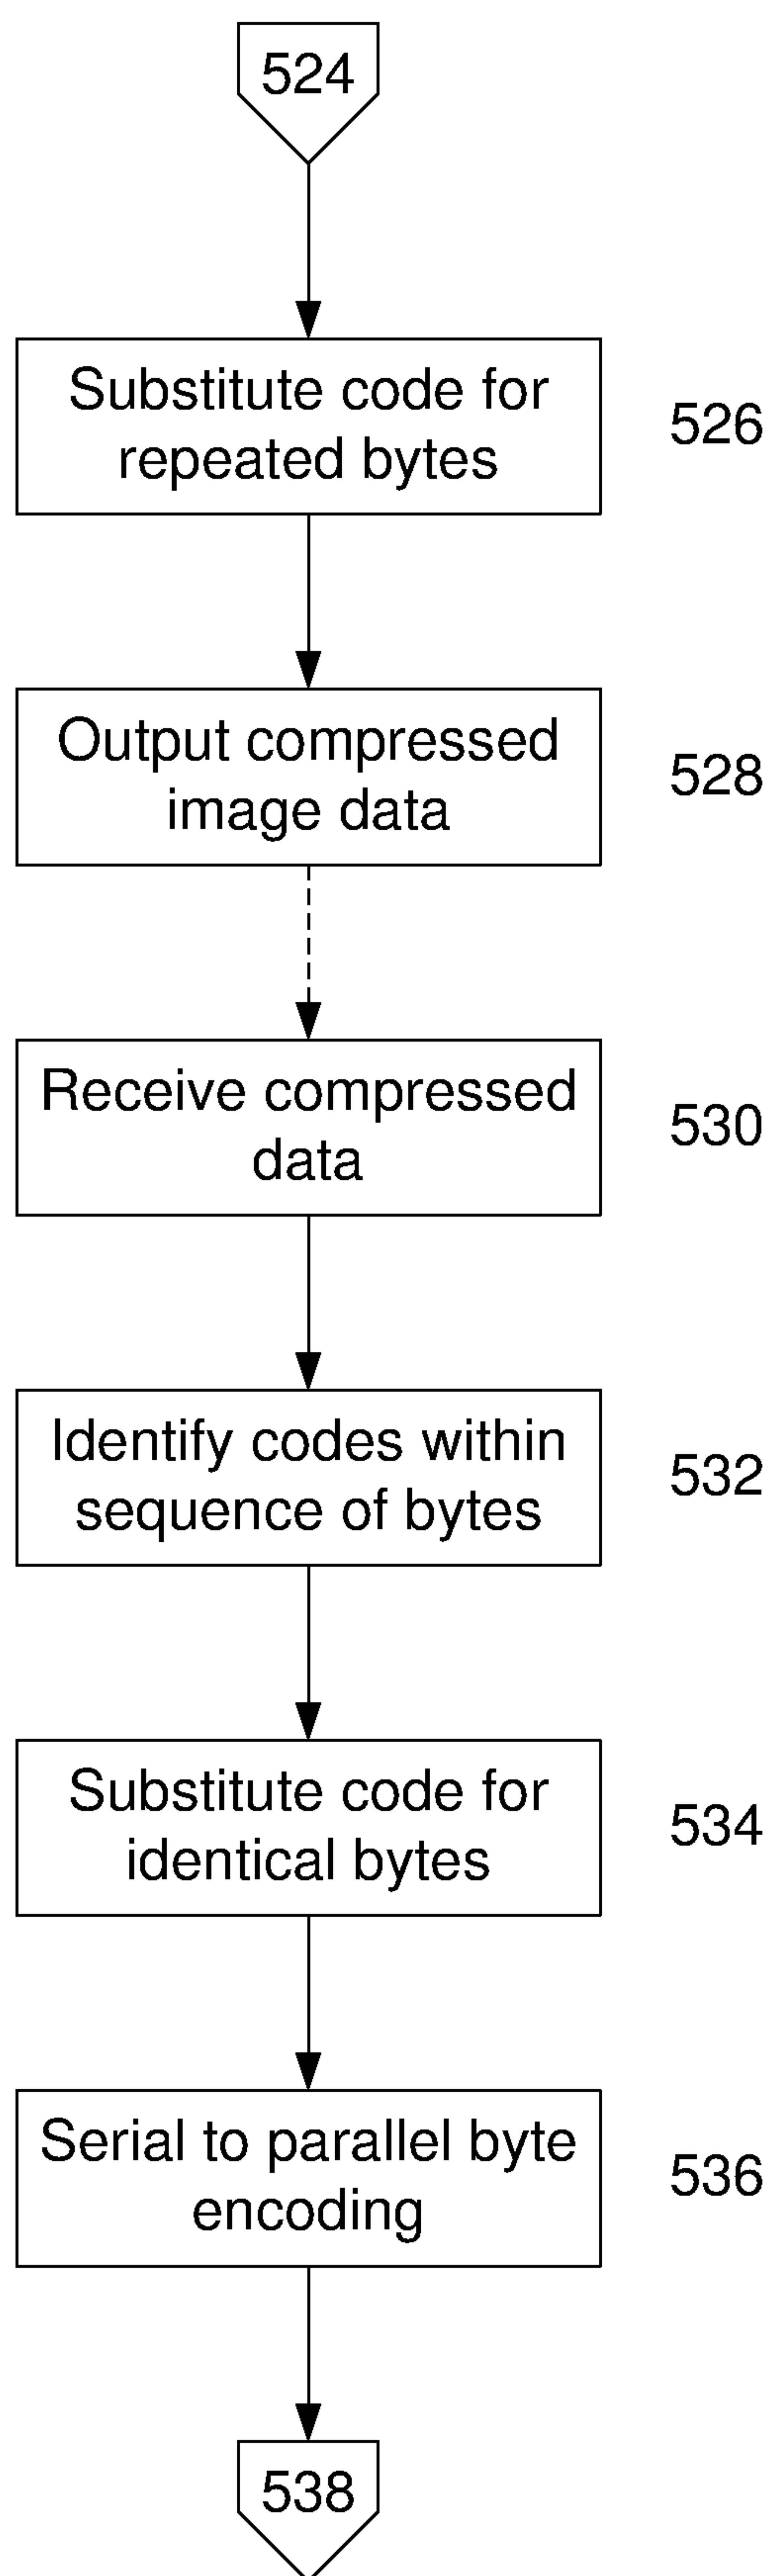 524
Substitute code for
repeated bytes
526
Output compressed
image data
528
Receive compressed
data
530
Identify codes within
sequence of bytes
532
Substitute code for
identical bytes
534
Serial to parallel byte
encoding
536
538